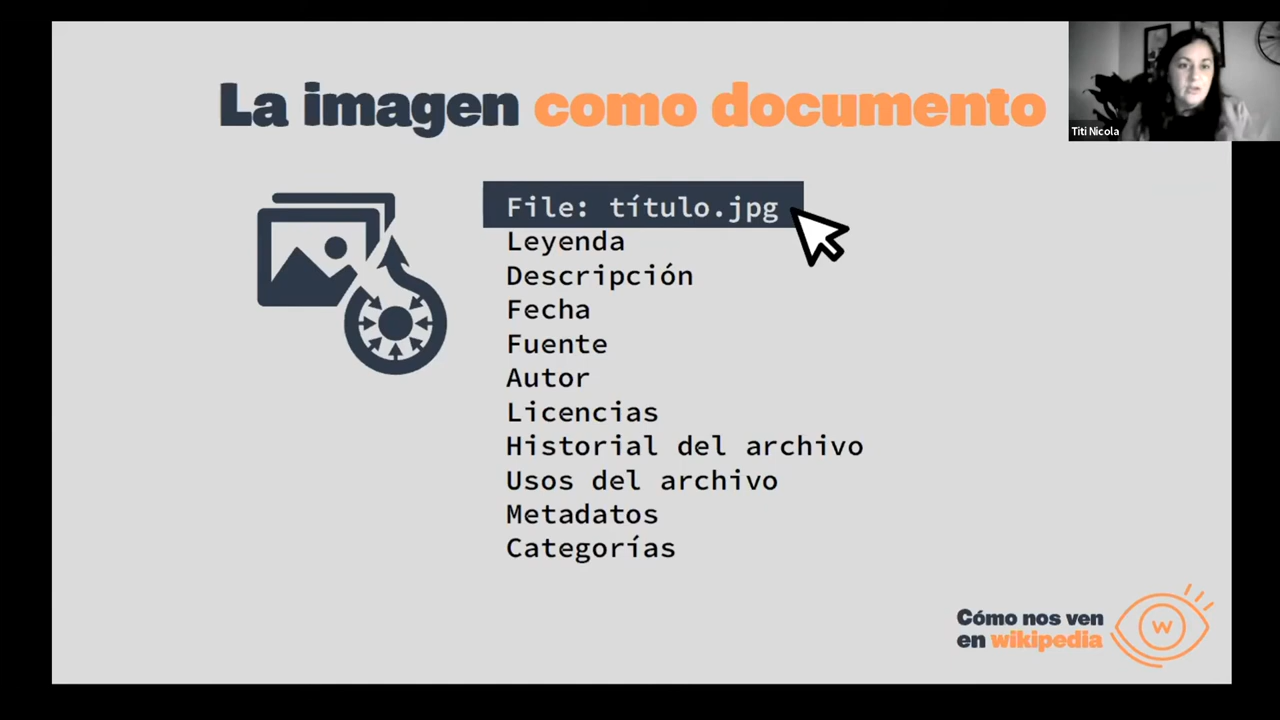 La imagen como documento
Titi Nicola
File: título.jpg
Leyenda
Descripción
Fecha
Fuente
Autor
Licencias
Historial del archivo
Usos del archivo
Metadatos
Categorías
Cómo nos ven
en wikipedia
W